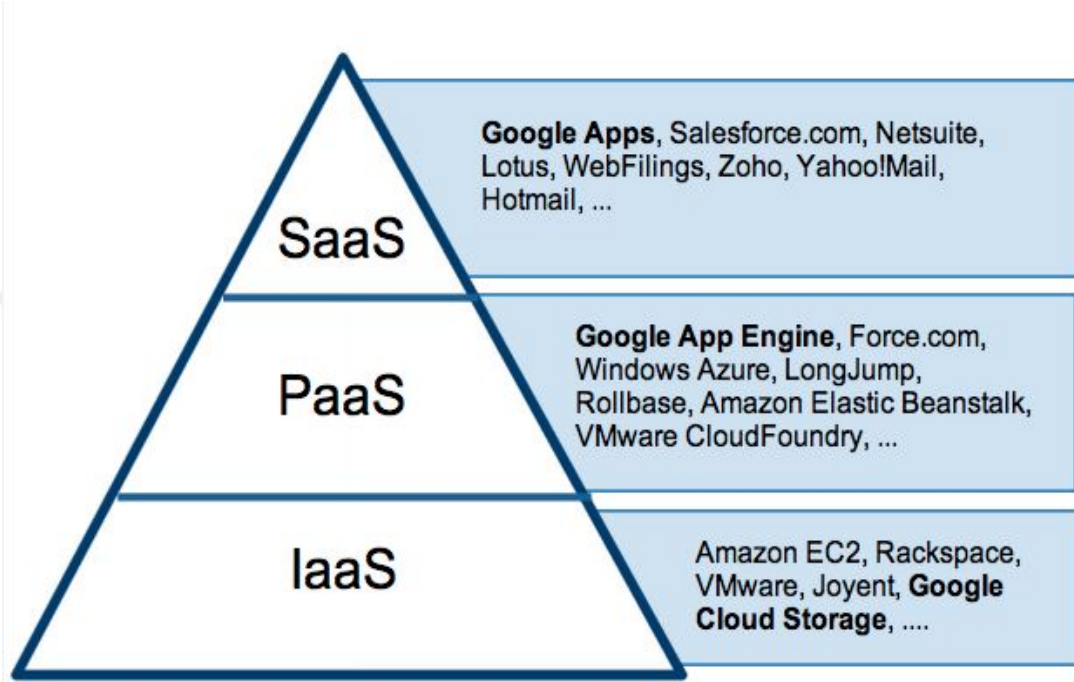 Google Apps, Salesforce.com, Netsuite,
Lotus, WebFilings, Zoho, Yahoo!Mail,
Hotmail, ...
SaaS
Google App Engine, Force.com,
Windows Azure, LongJump,
Rollbase, Amazon Elastic Beanstalk,
VMware CloudFoundry, ...
PaaS
Amazon EC2, Rackspace,
VMware, Joyent, Google
Cloud Storage, ....
IaaS